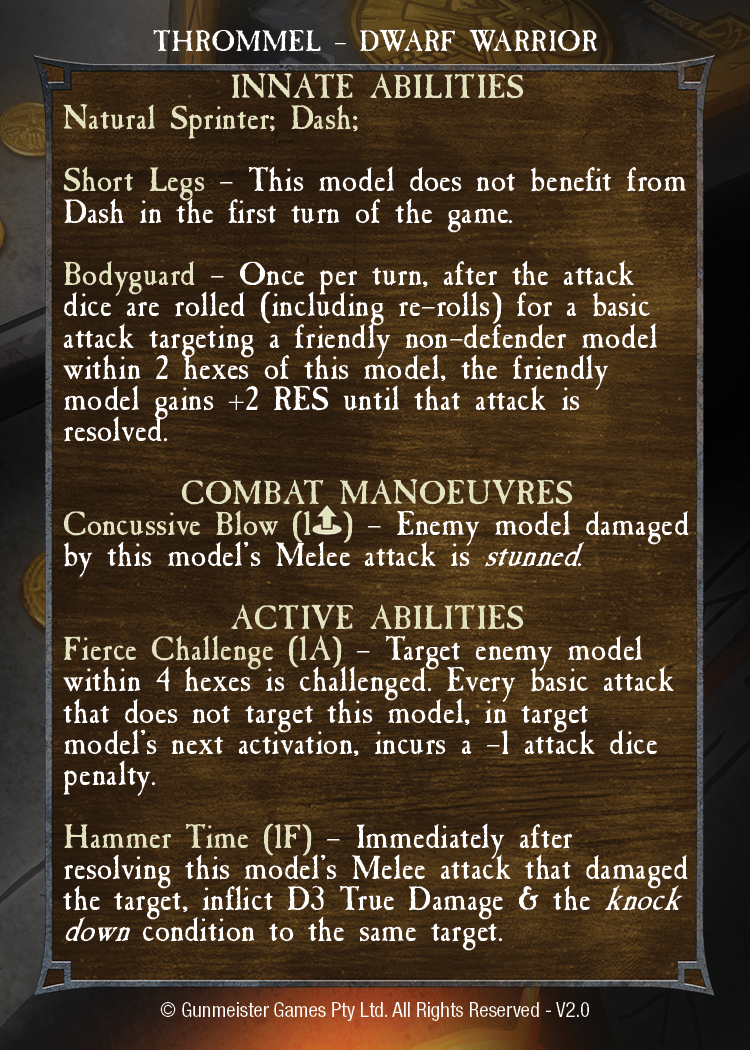 THROMMEL – DWARF WARRIOR
INNATE ABILITIES
Natural Sprinter; Dash;
Short Legs – This model does not benefit from
Dash in the first turn of the game.
Bodyguard – Once per turn, after the attack
dice are rolled (including re-rolls) for a basic
attack targeting a friendly non-defender model
within 2 hexes of this model, the friendly
model gains +2 RES until that attack is
resolved.
COMBAT MANOEUVRES
Concussive Blow (1) – Enemy model damaged
by this model's Melee attack is stunned.
ACTIVE ABILITIES
Fierce Challenge (1A) – Target enemy model
within 4 hexes is challenged. Every basic attack
that does not target this model, in target
model's next activation, incurs a -1 attack dice
penalty.
Hammer Time (1F) – Immediately after
resolving this model's Melee attack that damaged
the target, inflict D3 True Damage & the knock
down condition to the same target.
© Gunmeister Games Pty Ltd. All Rights Reserved - V2.0